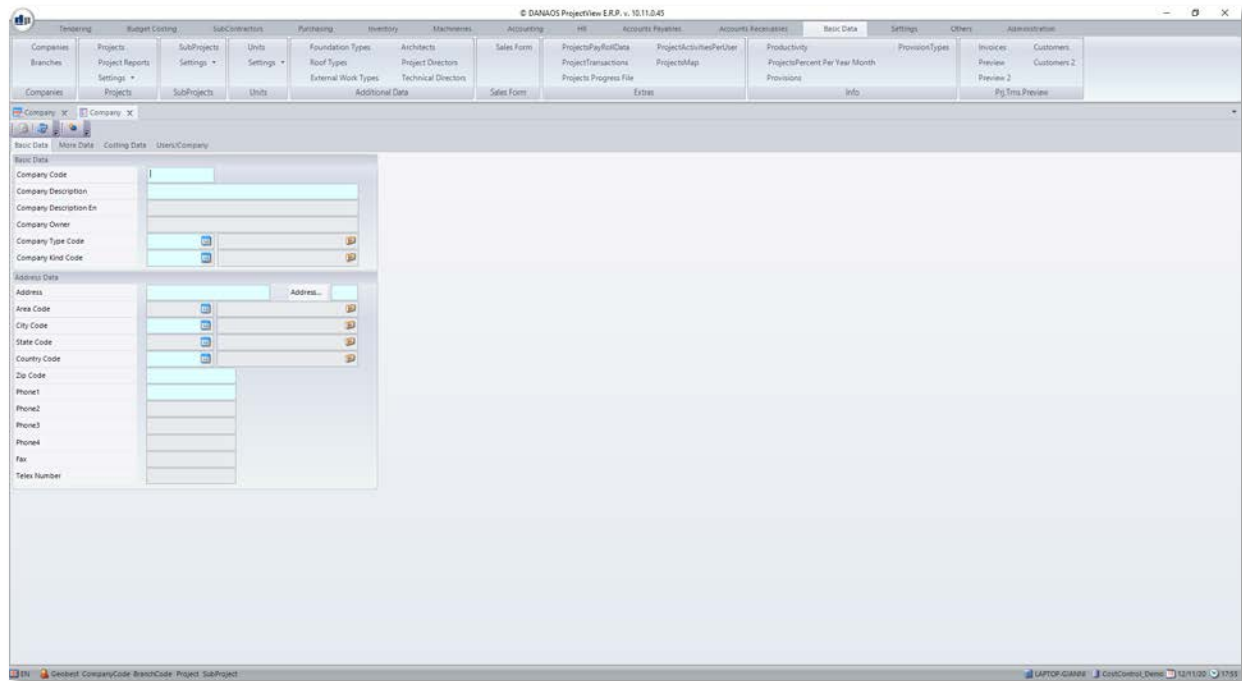 © DANAOS ProjectView E.R.P. v. 10.11.0.45
Tendering Budget Costing SubContractors Purchasing Inventory Machineries Accounting HR Accounts Payables Accounts Receivables Basic Data Settings Others Administration
Companies Projects SubProjects Units Foundation Types Architects Sales Form ProjectsPayRollData ProjectActivitiesPerUser Productivity ProvisionTypes Invoices Customers
Branches Project Reports Settings Settings Roof Types Project Directors ProjectTransactions ProjectsMap ProjectsPercent Per Year Month Preview Customers 2
Settings External Work Types Technical Directors Projects Progress File Provisions Preview 2
Companies Projects SubProjects Units Additional Data Sales Form Extras Info Prj.Trns.Preview
Company x Company x
Basic Data More Data Costing Data Users/Company
Basic Data
Company Code
Company Description
Company Description En
Company Owner
Company Type Code
Company Kind Code
Address Data
Address Address...
Area Code
City Code
State Code
Country Code
Zip Code
Phone1
Phone2
Phone3
Phone4
Fax
Telex Number
EN Geobest CompanyCode BranchCode Project SubProject LAPTOP-GIANNI CostControl_Demo 12/11/20 17:55